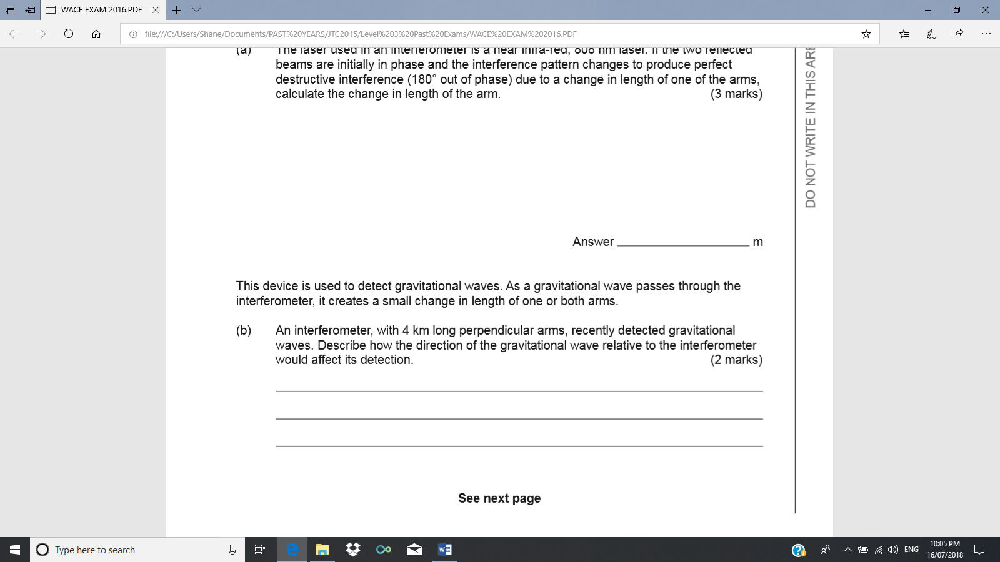 WACE EXAM 2016.PDF
file:///C:/Users/Shane/Documents/PAST%20YEARS/JTC2015/Level%203%20Past%20Exams/WACE%20EXAM%202016.PDF
(a) The laser used in an interferometer is a near infra-red, 808 nm laser. If the two reflected
beams are initially in phase and the interference pattern changes to produce perfect
destructive interference (180° out of phase) due to a change in length of one of the arms,
calculate the change in length of the arm. (3 marks)
DO NOT WRITE IN THIS ARE
Answer m
This device is used to detect gravitational waves. As a gravitational wave passes through the
interferometer, it creates a small change in length of one or both arms.
(b) An interferometer, with 4 km long perpendicular arms, recently detected gravitational
waves. Describe how the direction of the gravitational wave relative to the interferometer
would affect its detection. (2 marks)
See next page
Type here to search
ENG
10:05 PM
16/07/2018